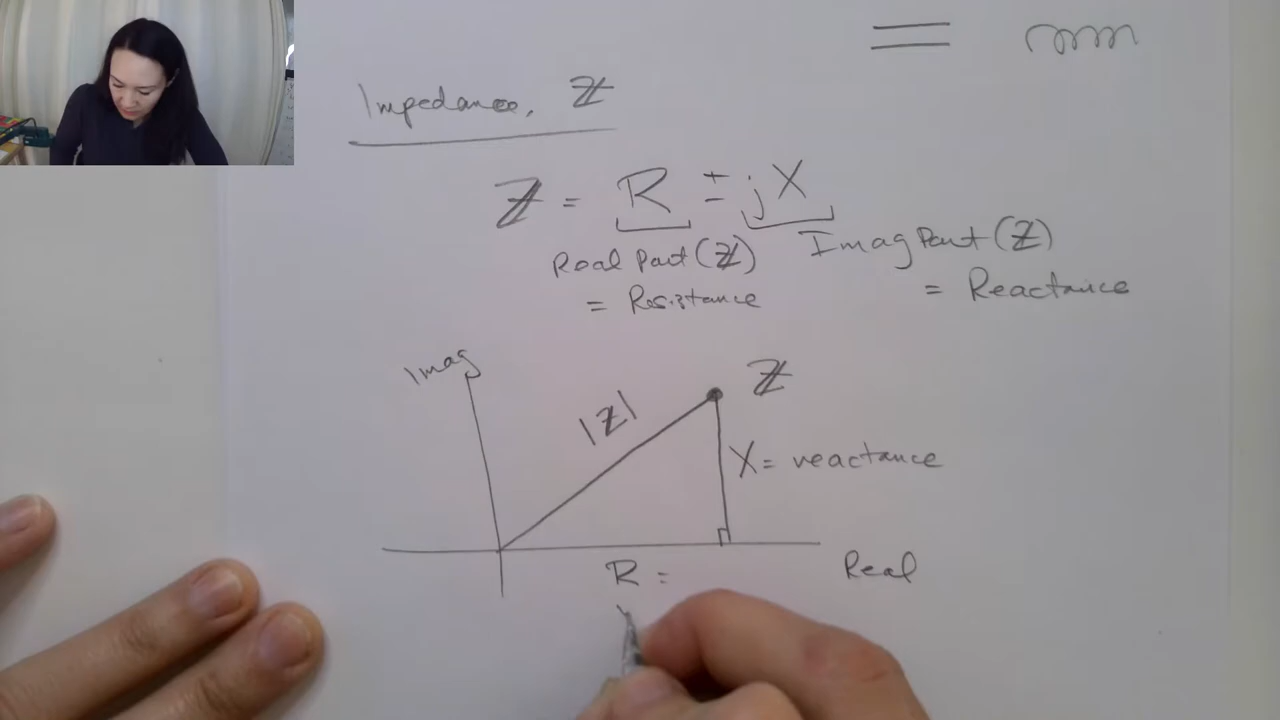 Impedance, Z
Z = R ± jX
Real Part (Z)
= Resistance
Imag Part (Z)
= Reactance
Imag
|Z|
Z
X = reactance
R =
Real